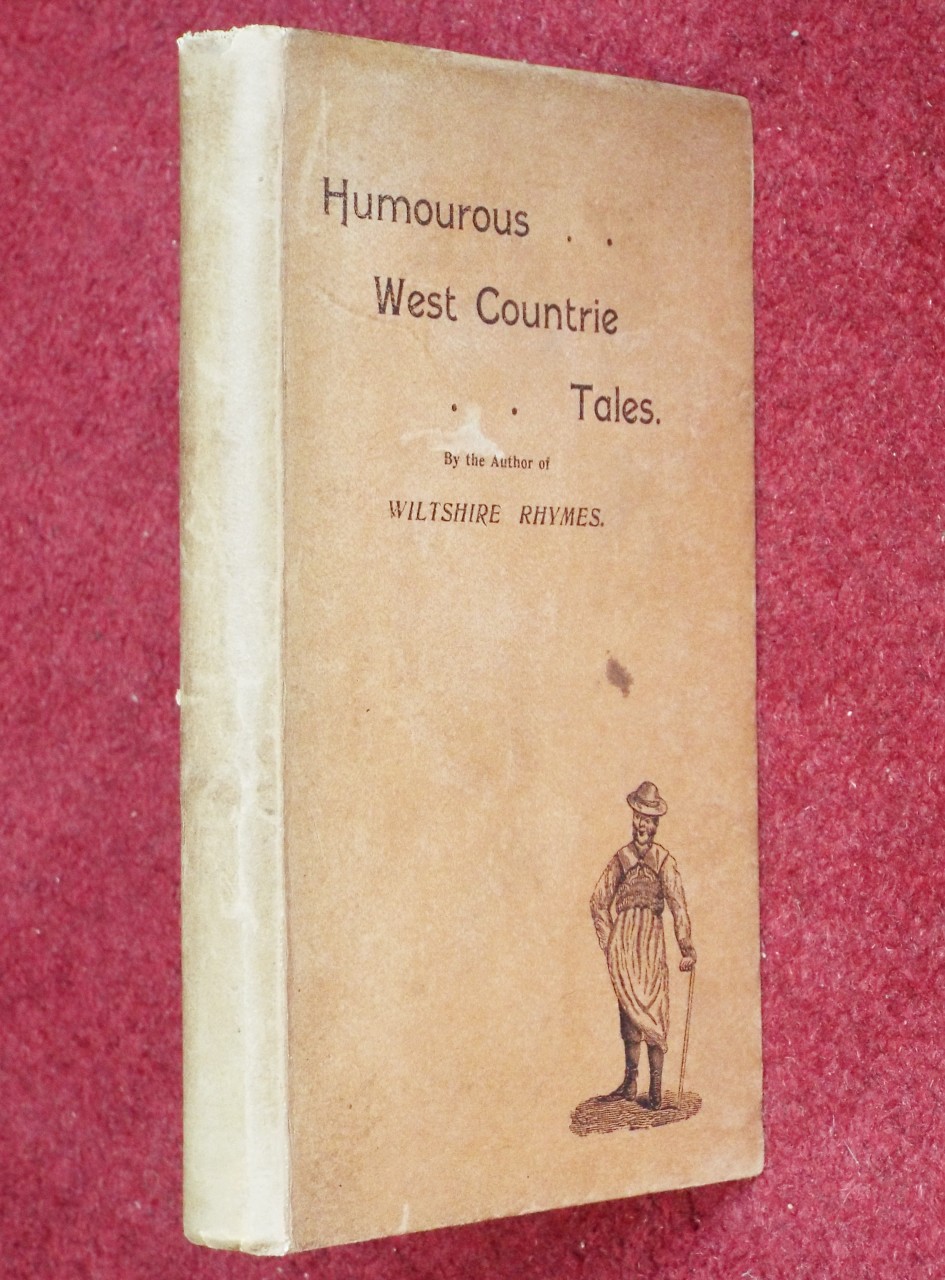 Humourous . .
West Countrie
. . Tales.
By the Author of
WILTSHIRE RHYMES.